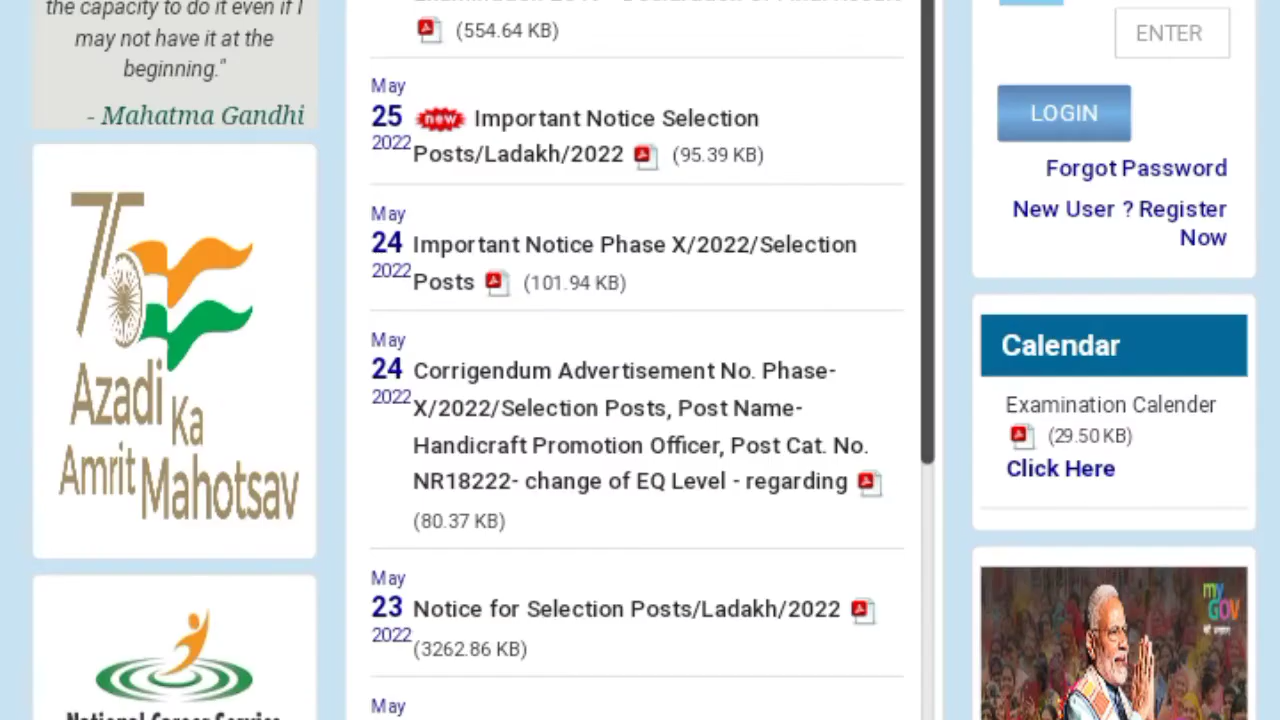 the capacity to do it even if I
may not have it at the
beginning."
- Mahatma Gandhi
75
Azadi
Ka
Amrit
Mahotsav
(554.64 KB)
May
25
2022
new Important Notice Selection
Posts/Ladakh/2022 (95.39 KB)
May
24
2022
Important Notice Phase X/2022/Selection
Posts (101.94 KB)
May
24
2022
Corrigendum Advertisement No. Phase-
X/2022/Selection Posts, Post Name-
Handicraft Promotion Officer, Post Cat. No.
NR18222- change of EQ Level - regarding
(80.37 KB)
May
23
2022
Notice for Selection Posts/Ladakh/2022
(3262.86 KB)
May
ENTER
LOGIN
Forgot Password
New User ? Register
Now
Calendar
Examination Calender
(29.50 KB)
Click Here
my
GOV